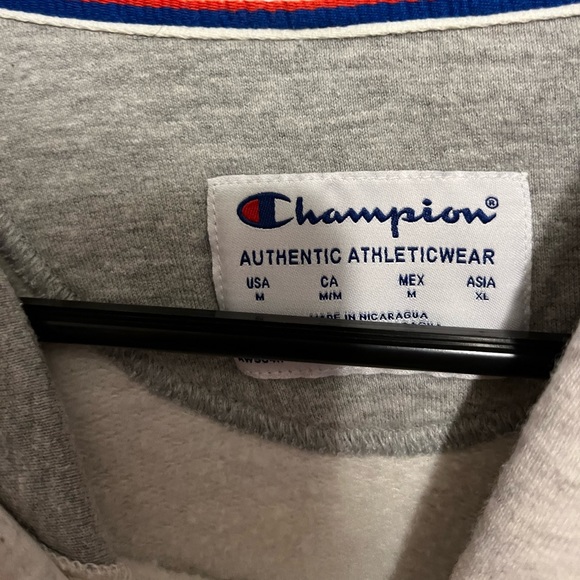 Champion®
AUTHENTIC ATHLETICWEAR
USA CA MEX ASIA
M M/M M XL
MADE IN NICARAGUA